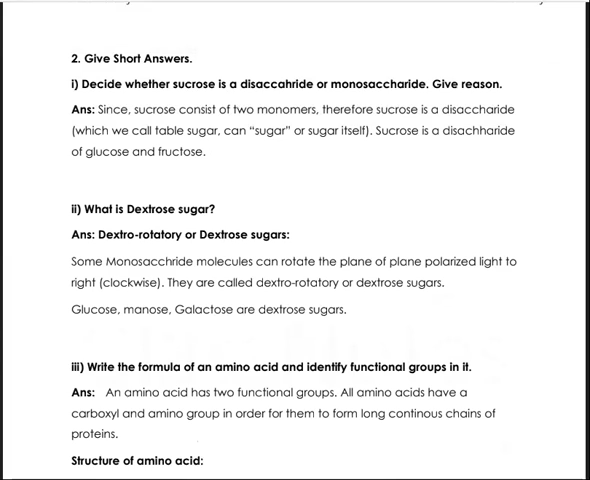 2. Give Short Answers.
i) Decide whether sucrose is a disaccahride or monosaccharide. Give reason.
Ans: Since, sucrose consist of two monomers, therefore sucrose is a disaccharide
(which we call table sugar, can “sugar” or sugar itself). Sucrose is a disachharide
of glucose and fructose.
ii) What is Dextrose sugar?
Ans: Dextro-rotatory or Dextrose sugars:
Some Monosacchride molecules can rotate the plane of plane polarized light to
right (clockwise). They are called dextro-rotatory or dextrose sugars.
Glucose, manose, Galactose are dextrose sugars.
iii) Write the formula of an amino acid and identify functional groups in it.
Ans: An amino acid has two functional groups. All amino acids have a
carboxyl and amino group in order for them to form long continous chains of
proteins.
Structure of amino acid: